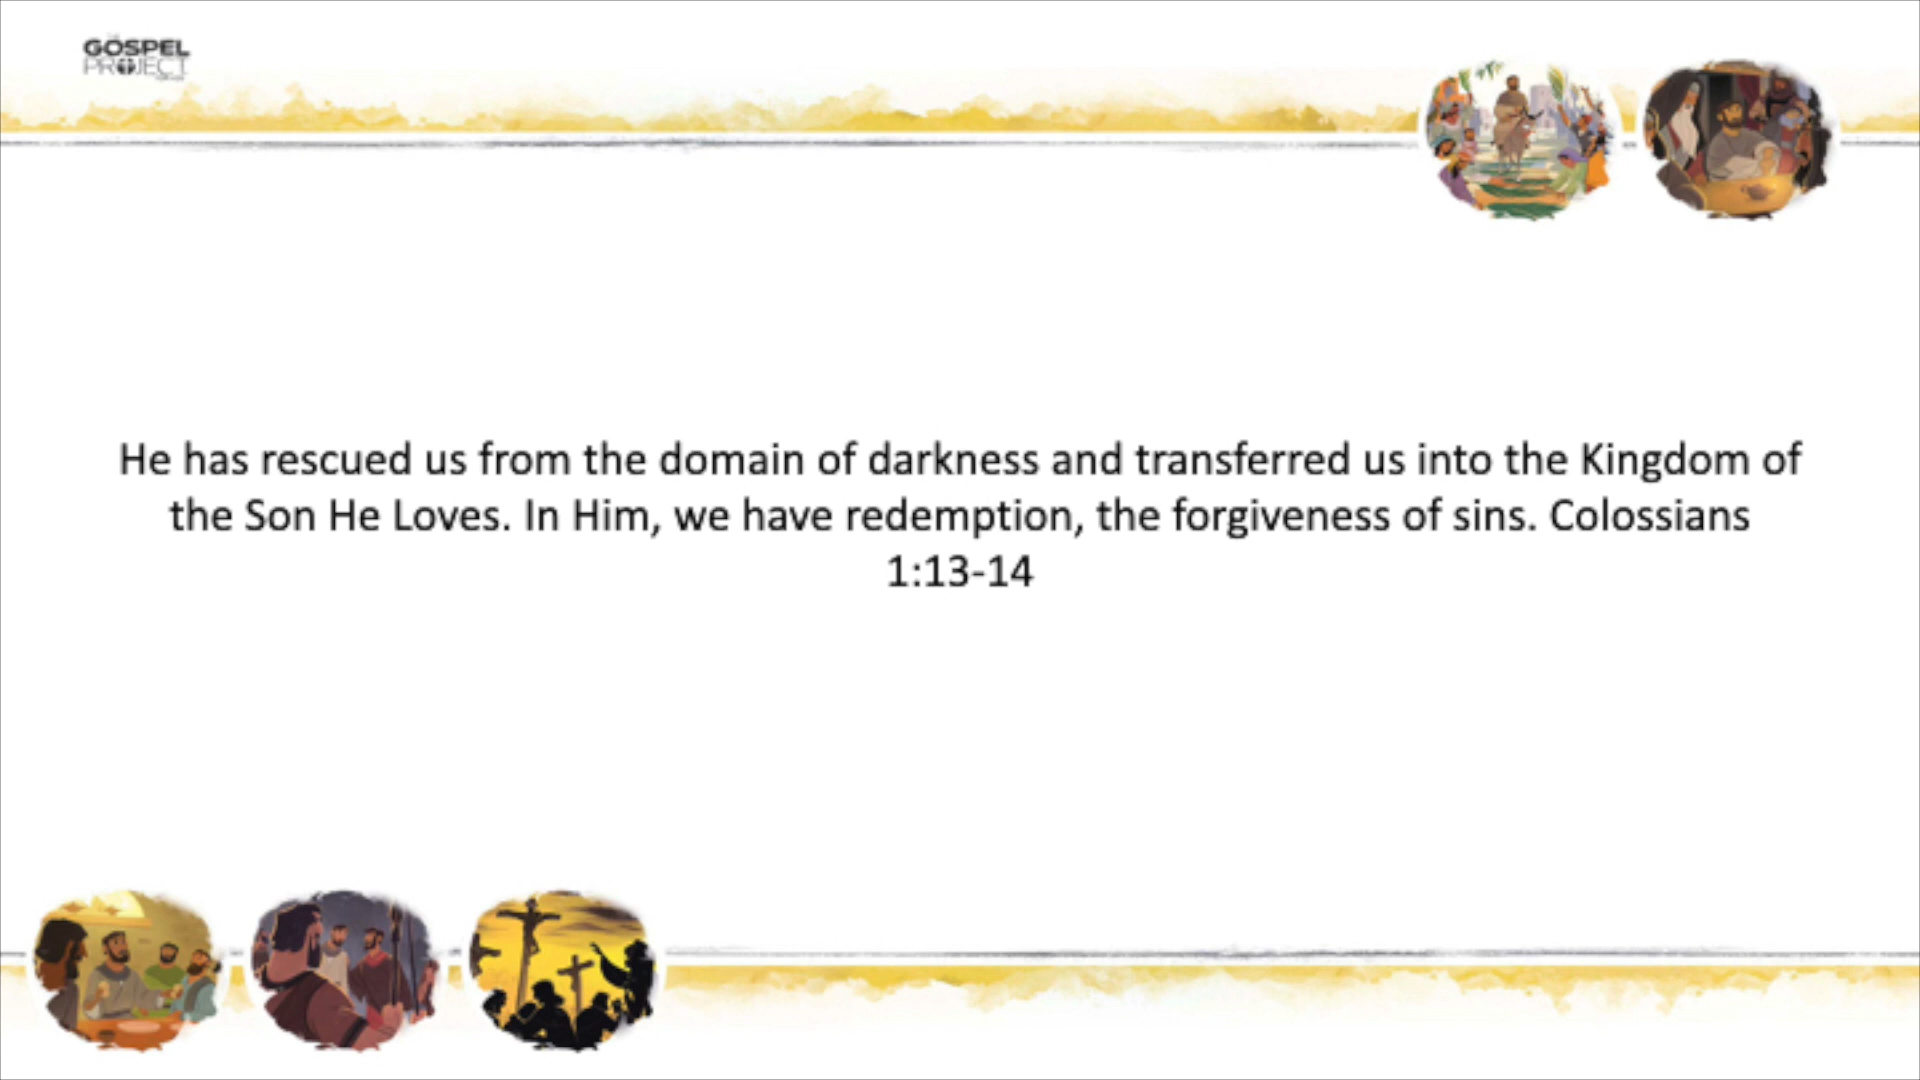 GOSPEL
PROJECT
He has rescued us from the domain of darkness and transferred us into the Kingdom of
the Son He Loves. In Him, we have redemption, the forgiveness of sins. Colossians
1:13-14